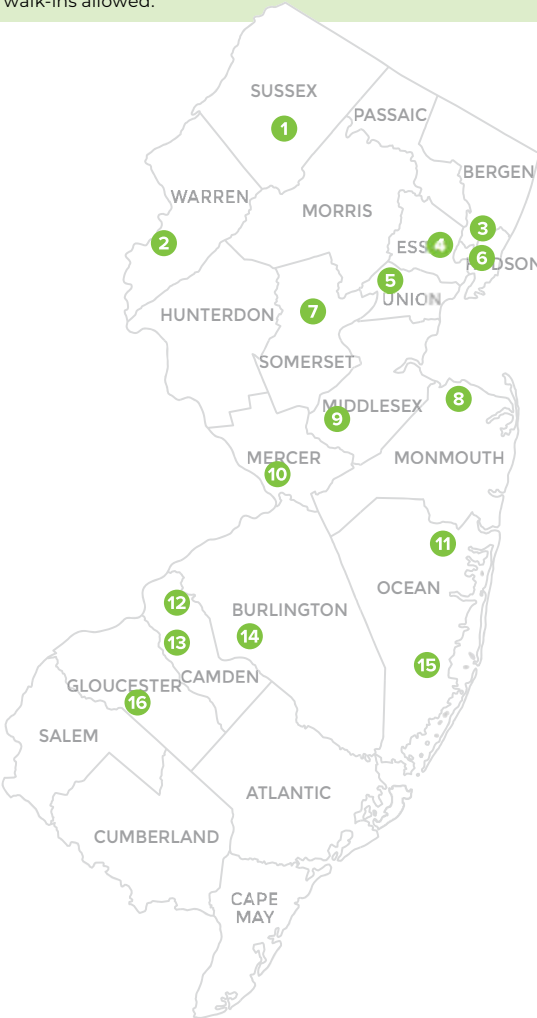 walk-ins allowed.
SUSSEX
1
PASSAIC
BERGEN
WARREN
MORRIS
3
2
ESS 4
6 HUDSON
5
UNION
HUNTERDON
7
SOMERSET
8
MIDDLESEX
9
MERCER
MONMOUTH
10
11
OCEAN
12
BURLINGTON
14
13
15
CAMDEN
GLOUCESTER
16
SALEM
ATLANTIC
CUMBERLAND
CAPE
MAY